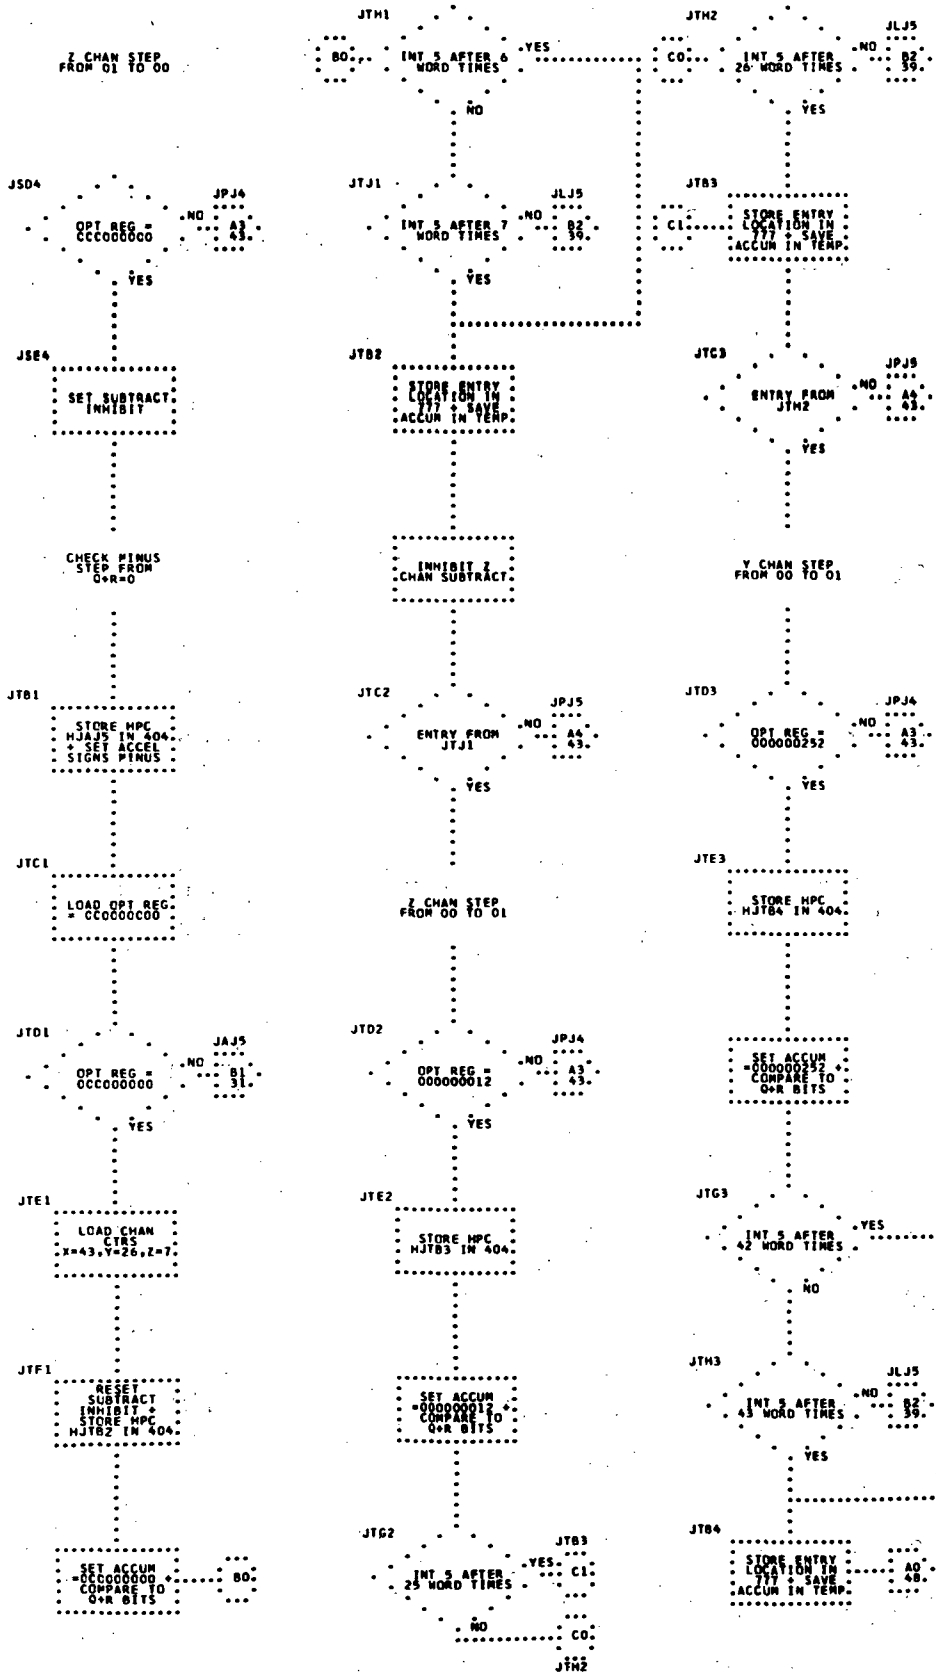 Z CHAN STEP
FROM 01 TO 00
JSD4
OPT REG =
CCC000000
NO
JPJ4
A3
43.
YES
JSE4
SET SUBTRACT
INHIBIT
CHECK MINUS
STEP FROM
Q+R=0
JTB1
STORE HPC
HJAJ5 IN 404
+ SET ACCEL
SIGNS MINUS
JTC1
LOAD OPT REG
= CC0000C00
JTD1
OPT REG =
0CC000000
NO
JAJ5
B1
31.
YES
JTE1
LOAD CHAN
CTRS
X=43,Y=26,Z=7
JTF1
RESET
SUBTRACT
INHIBIT +
STORE HPC
HJTB2 IN 404
SET ACCUM
=0C0000000 +
COMPARE TO
Q+R BITS
B0
JTH1
B0
INT 5 AFTER 6
WORD TIMES
YES
NO
JTJ1
INT 5 AFTER 7
WORD TIMES
NO
JLJ5
B2
39.
YES
JTB2
STORE ENTRY
LOCATION IN
777 + SAVE
ACCUM IN TEMP
INHIBIT Z
CHAN SUBTRACT
JTC2
ENTRY FROM
JTJ1
NO
JPJ5
A4
43.
YES
Z CHAN STEP
FROM 00 TO 01
JTD2
OPT REG =
000000012
NO
JPJ4
A3
43.
YES
JTE2
STORE HPC
HJTB3 IN 404
SET ACCUM
=000000012 +
COMPARE TO
Q+R BITS
JTG2
INT 5 AFTER
25 WORD TIMES
YES
JTB3
C1
NO
C0
JTH2
JTH2
C0
INT 5 AFTER
26 WORD TIMES
NO
JLJ5
B2
39.
YES
JTB3
C1
STORE ENTRY
LOCATION IN
777 + SAVE
ACCUM IN TEMP
JTC3
ENTRY FROM
JTH2
NO
JPJ5
A4
43.
YES
Y CHAN STEP
FROM 00 TO 01
JTD3
OPT REG =
000000252
NO
JPJ4
A3
43.
YES
JTE3
STORE HPC
HJTB4 IN 404
SET ACCUM
=000000252 +
COMPARE TO
Q+R BITS
JTG3
INT 5 AFTER
42 WORD TIMES
YES
NO
JTH3
INT 5 AFTER
43 WORD TIMES
NO
JLJ5
B2
39.
YES
JTB4
STORE ENTRY
LOCATION IN
777 + SAVE
ACCUM IN TEMP
A0
48.